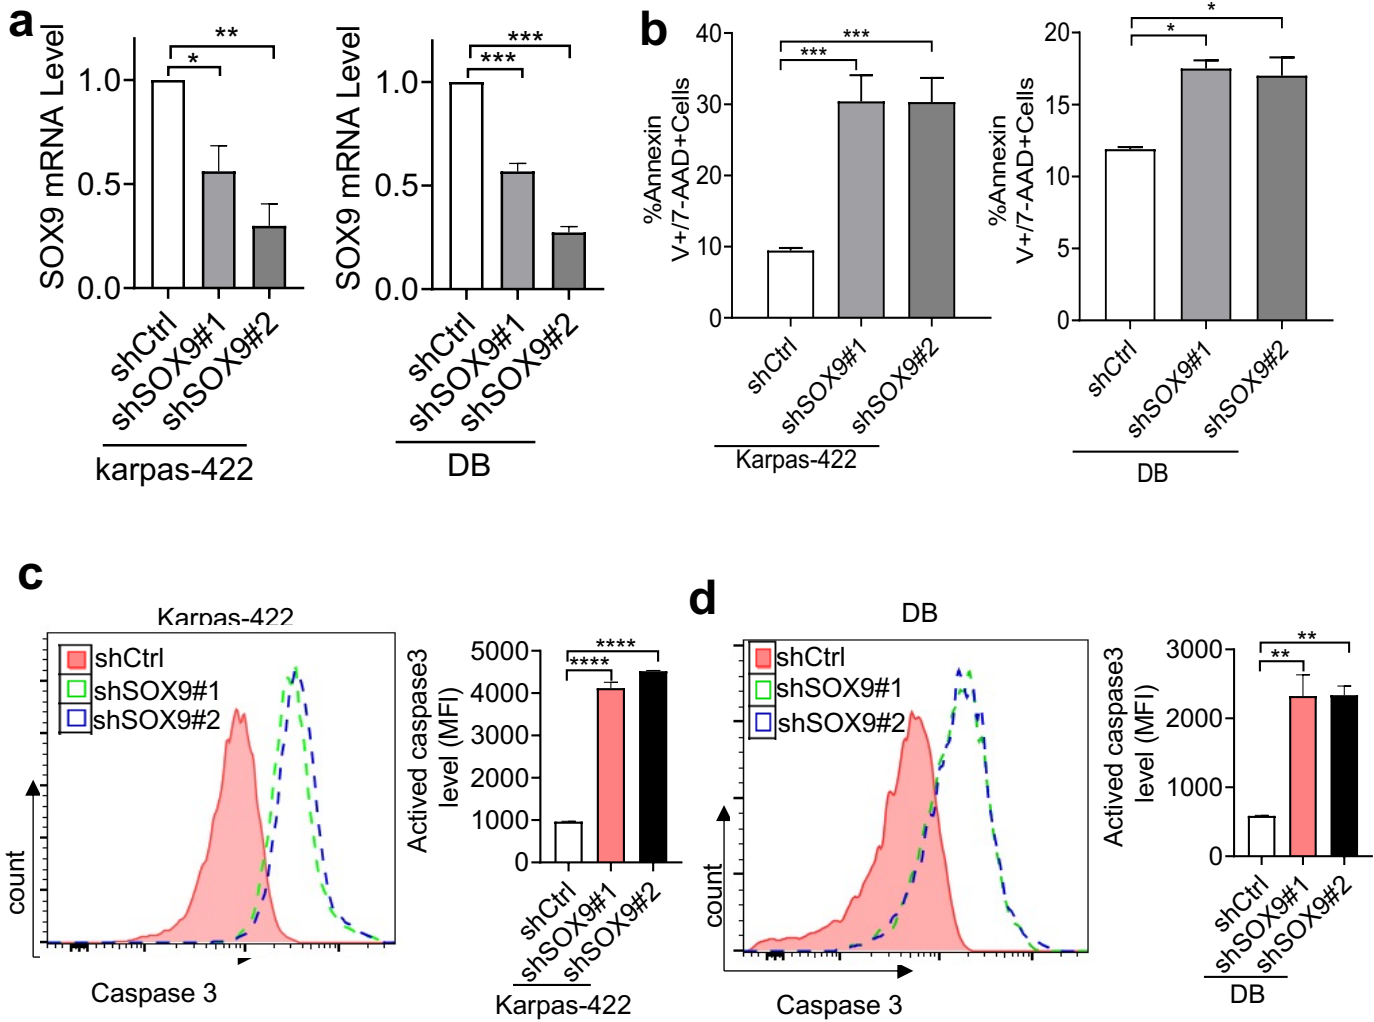 a
SOX9 mRNA Level
1.0
0.5
0.0
*
**
shCtrl
shSOX9#1
shSOX9#2
karpas-422
SOX9 mRNA Level
1.0
0.5
0.0
***
***
shCtrl
shSOX9#1
shSOX9#2
DB
b
%Annexin
V+/7-AAD+Cells
40
30
20
10
0
***
***
shCtrl
shSOX9#1
shSOX9#2
Karpas-422
%Annexin
V+/7-AAD+Cells
20
15
10
5
0
*
*
shCtrl
shSOX9#1
shSOX9#2
DB
c
Karpas-422
shCtrl
shSOX9#1
shSOX9#2
count
Caspase 3
Actived caspase3
level (MFI)
5000
4000
3000
2000
1000
0
****
****
shCtrl
shSOX9#1
shSOX9#2
Karpas-422
d
DB
shCtrl
shSOX9#1
shSOX9#2
count
Caspase 3
Actived caspase3
level (MFI)
3000
2000
1000
0
**
**
shCtrl
shSOX9#1
shSOX9#2
DB